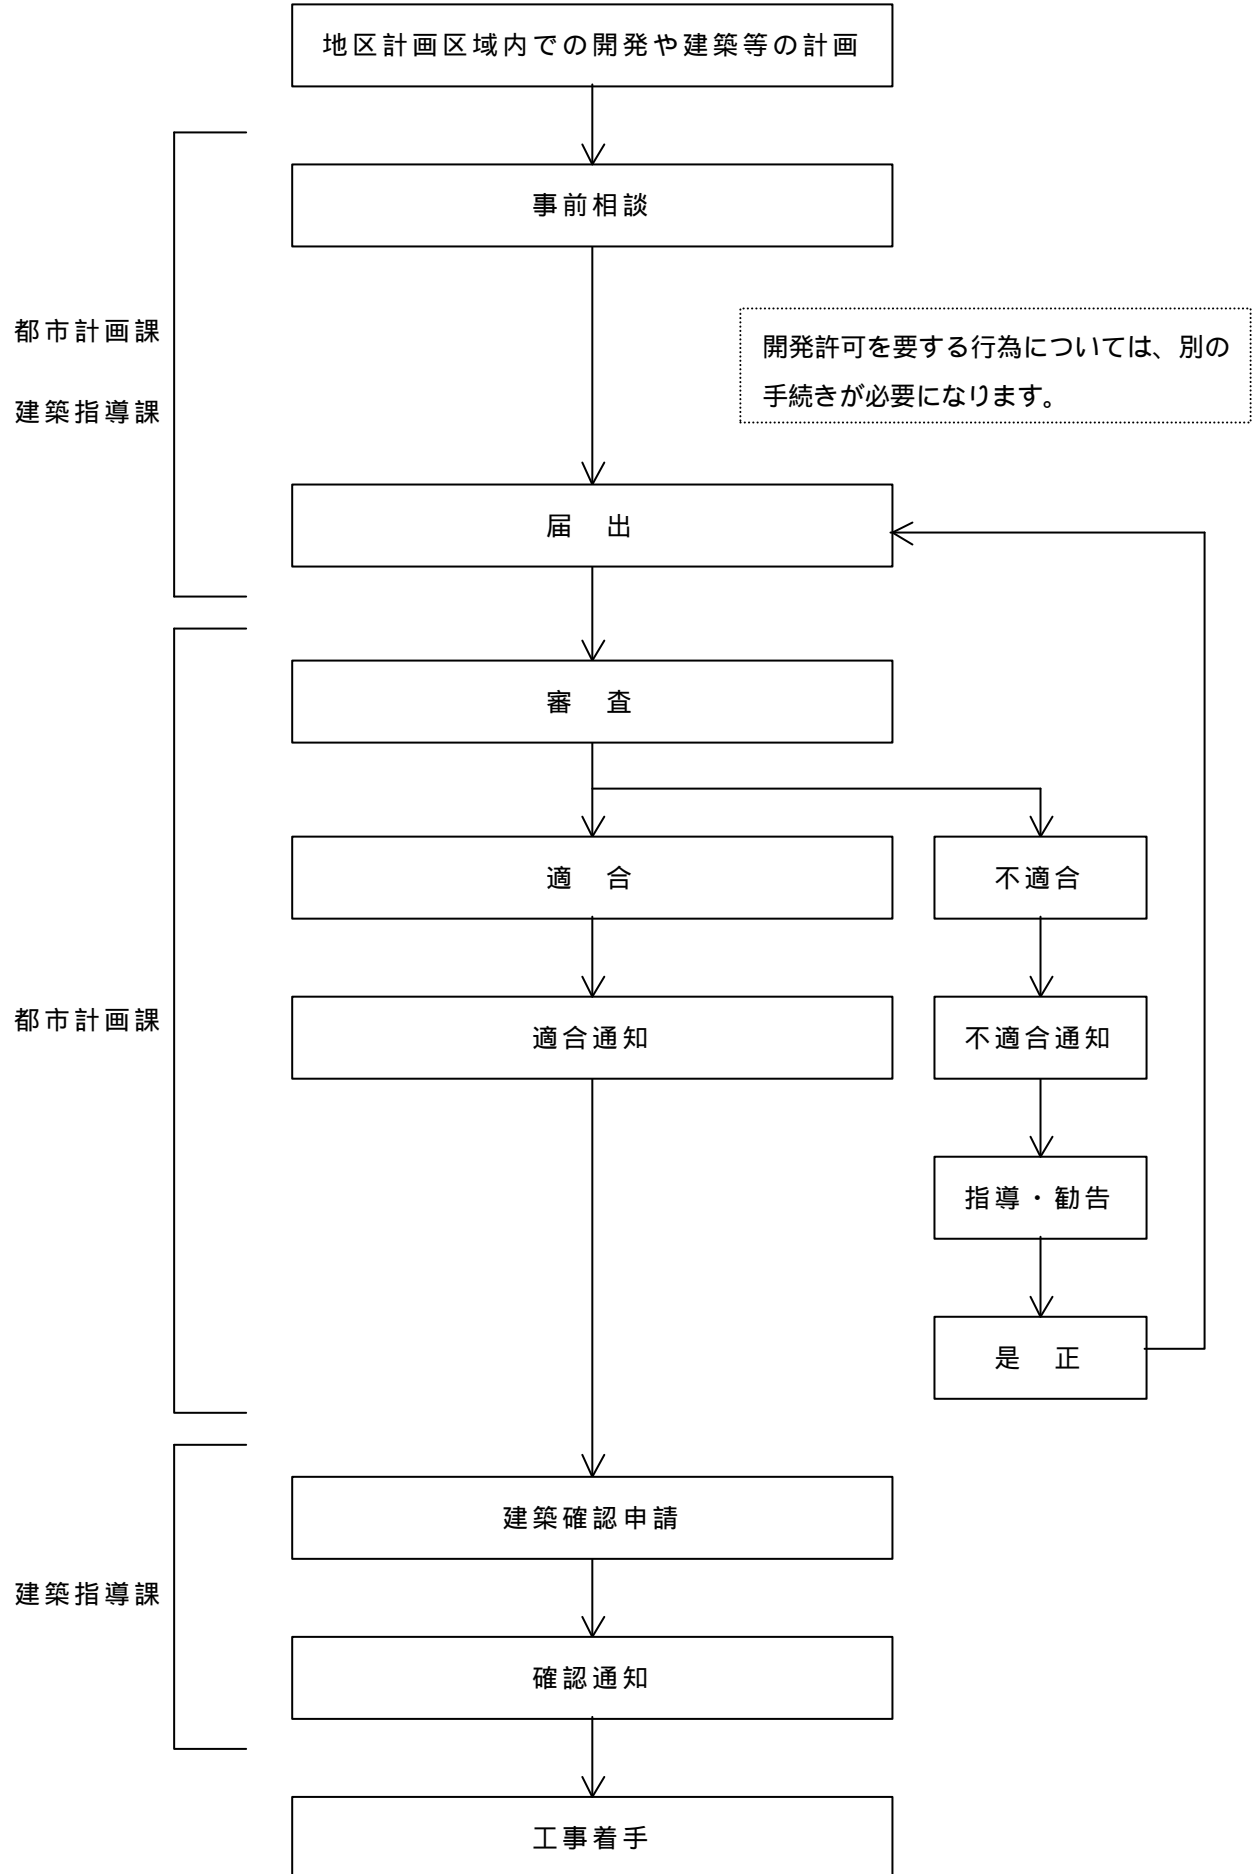 地区計画区域内での開発や建築等の計画
事前相談
都市計画課
建築指導課
開発許可を要する行為については、別の
手続きが必要になります。
届　出
審　査
適　合
不適合
都市計画課
適合通知
不適合通知
指導・勧告
是　正
建築確認申請
建築指導課
確認通知
工事着手